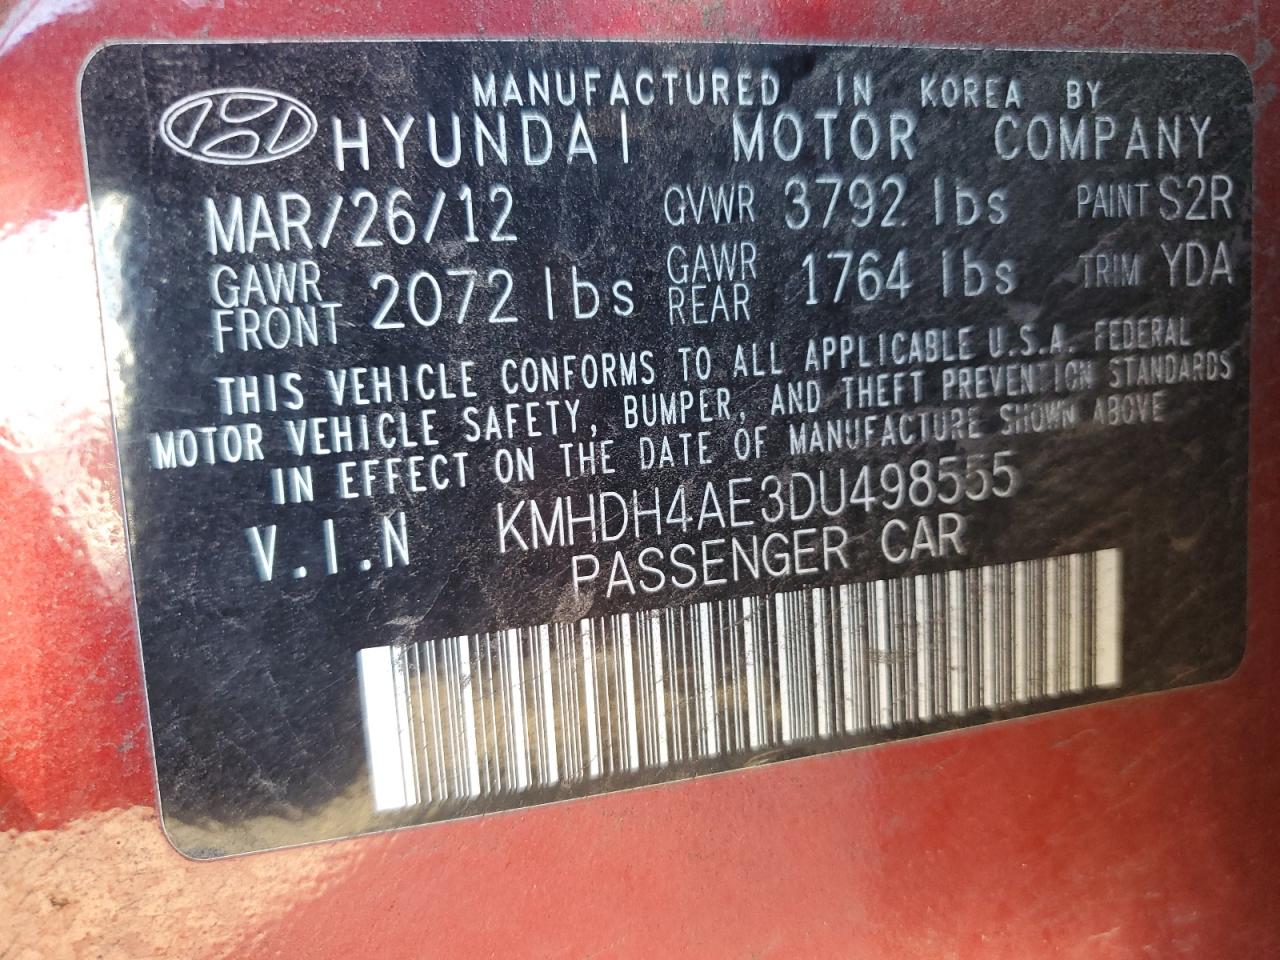 MANUFACTURED IN KOREA BY
HYUNDAI MOTOR COMPANY
MAR/26/12 GVWR 3792 lbs PAINT S2R
GAWR FRONT 2072 lbs GAWR REAR 1764 lbs TRIM YDA
THIS VEHICLE CONFORMS TO ALL APPLICABLE U.S.A. FEDERAL
MOTOR VEHICLE SAFETY, BUMPER, AND THEFT PREVENTION STANDARDS
IN EFFECT ON THE DATE OF MANUFACTURE SHOWN ABOVE
V.I.N KMHDH4AE3DU498555
PASSENGER CAR